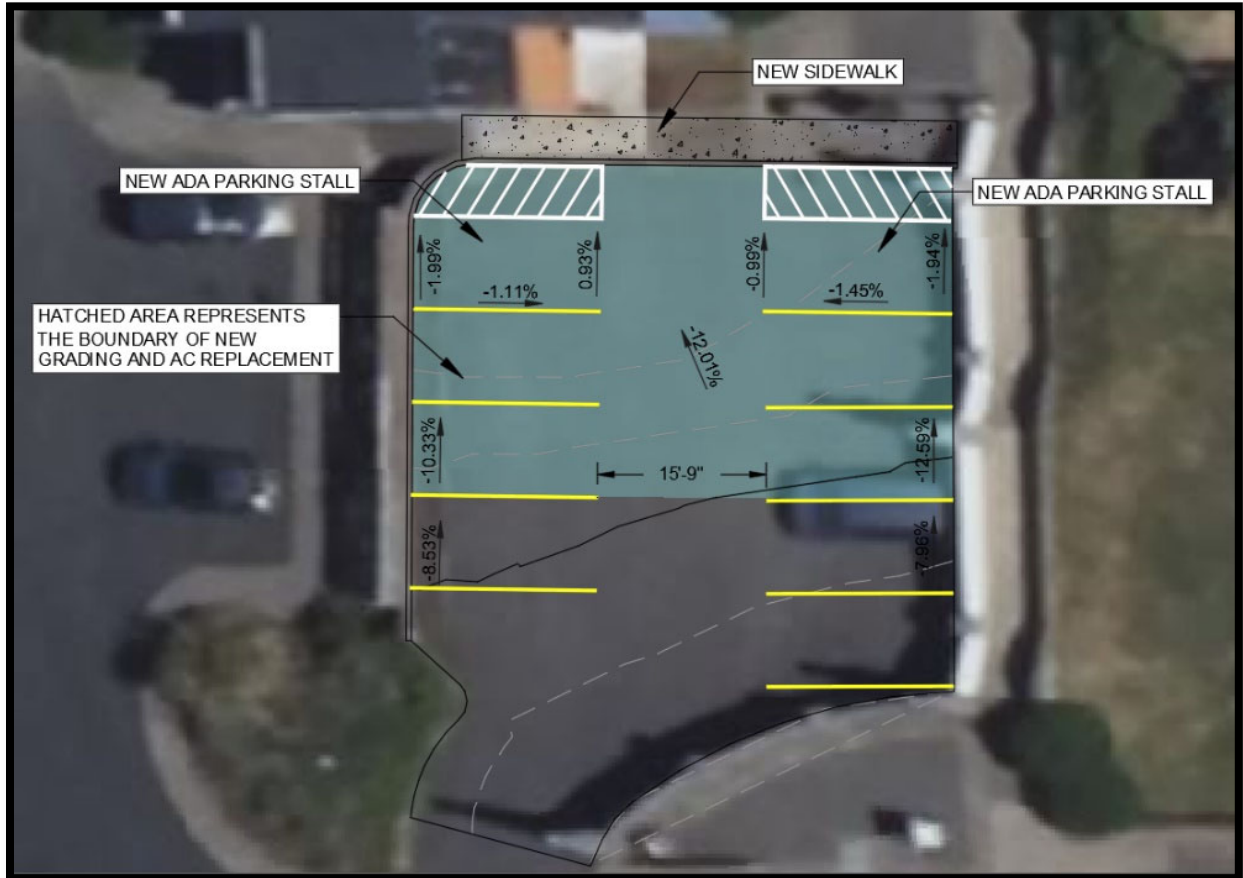 NEW SIDEWALK
NEW ADA PARKING STALL
NEW ADA PARKING STALL
-1.99%
0.93%
-0.99%
-1.94%
-1.11%
-1.45%
HATCHED AREA REPRESENTS
THE BOUNDARY OF NEW
GRADING AND AC REPLACEMENT
-12.01%
-10.33%
-12.59%
15'-9"
-8.53%
-7.96%